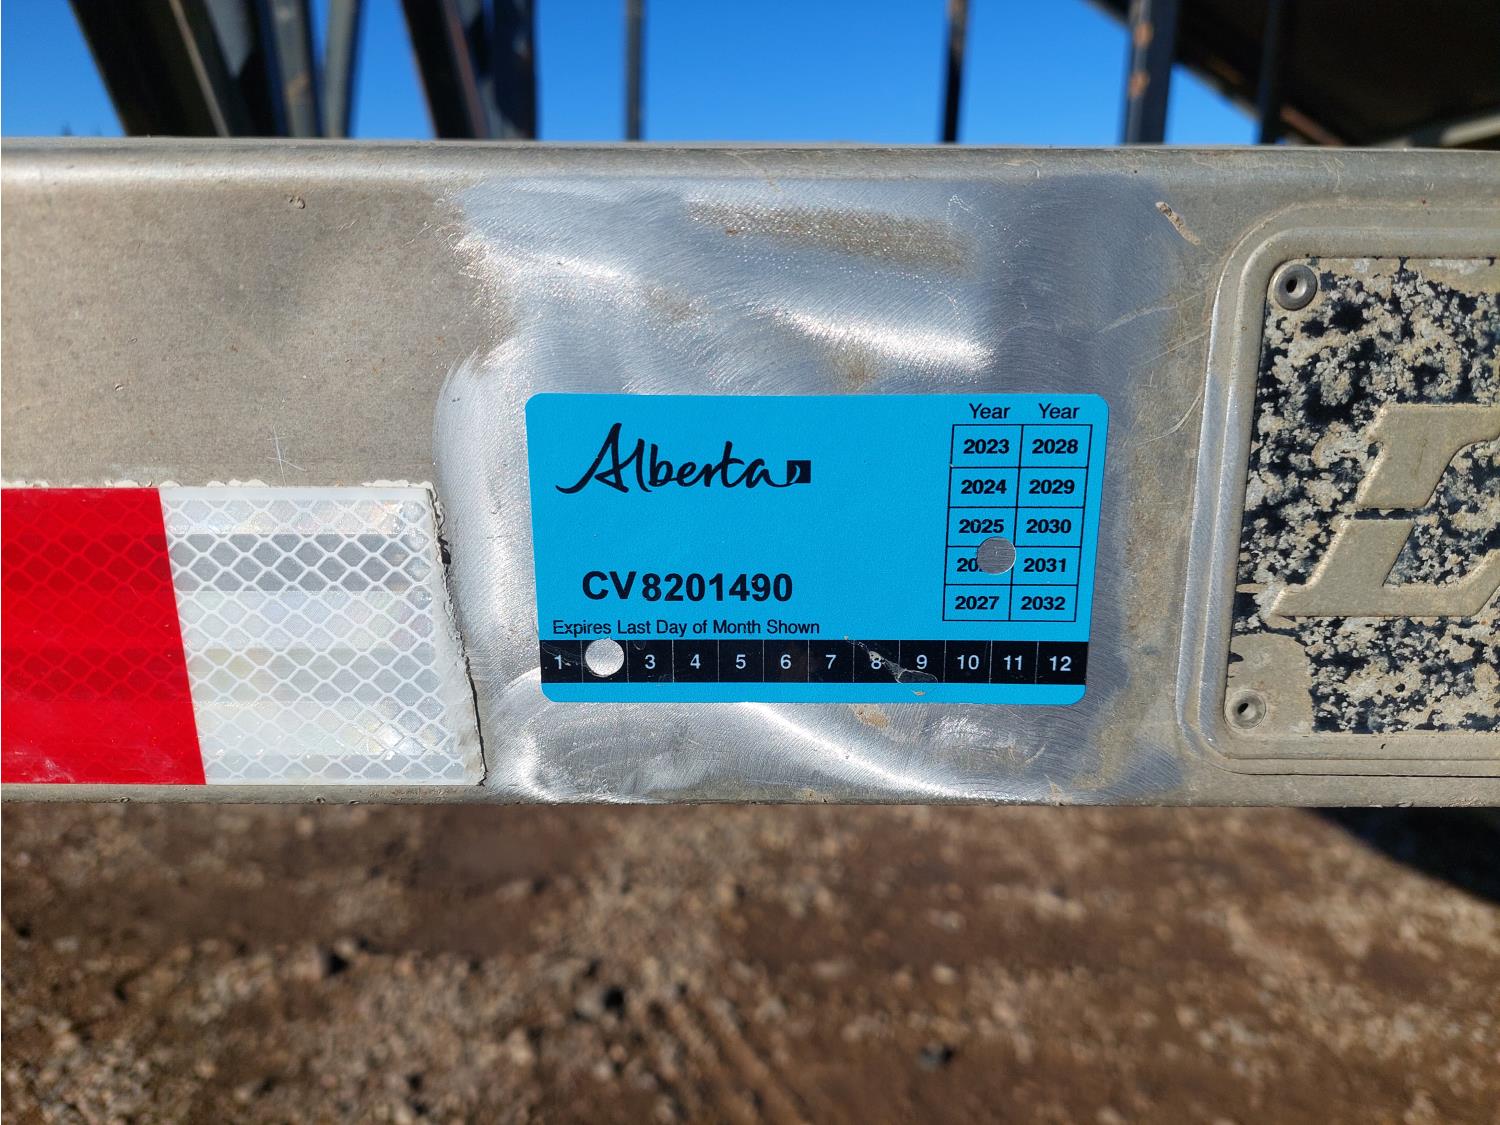 Alberta
Year Year
2023 2028
2024 2029
2025 2030
2031
2027 2032
CV8201490
Expires Last Day of Month Shown
1 3 4 5 6 7 8 9 10 11 12